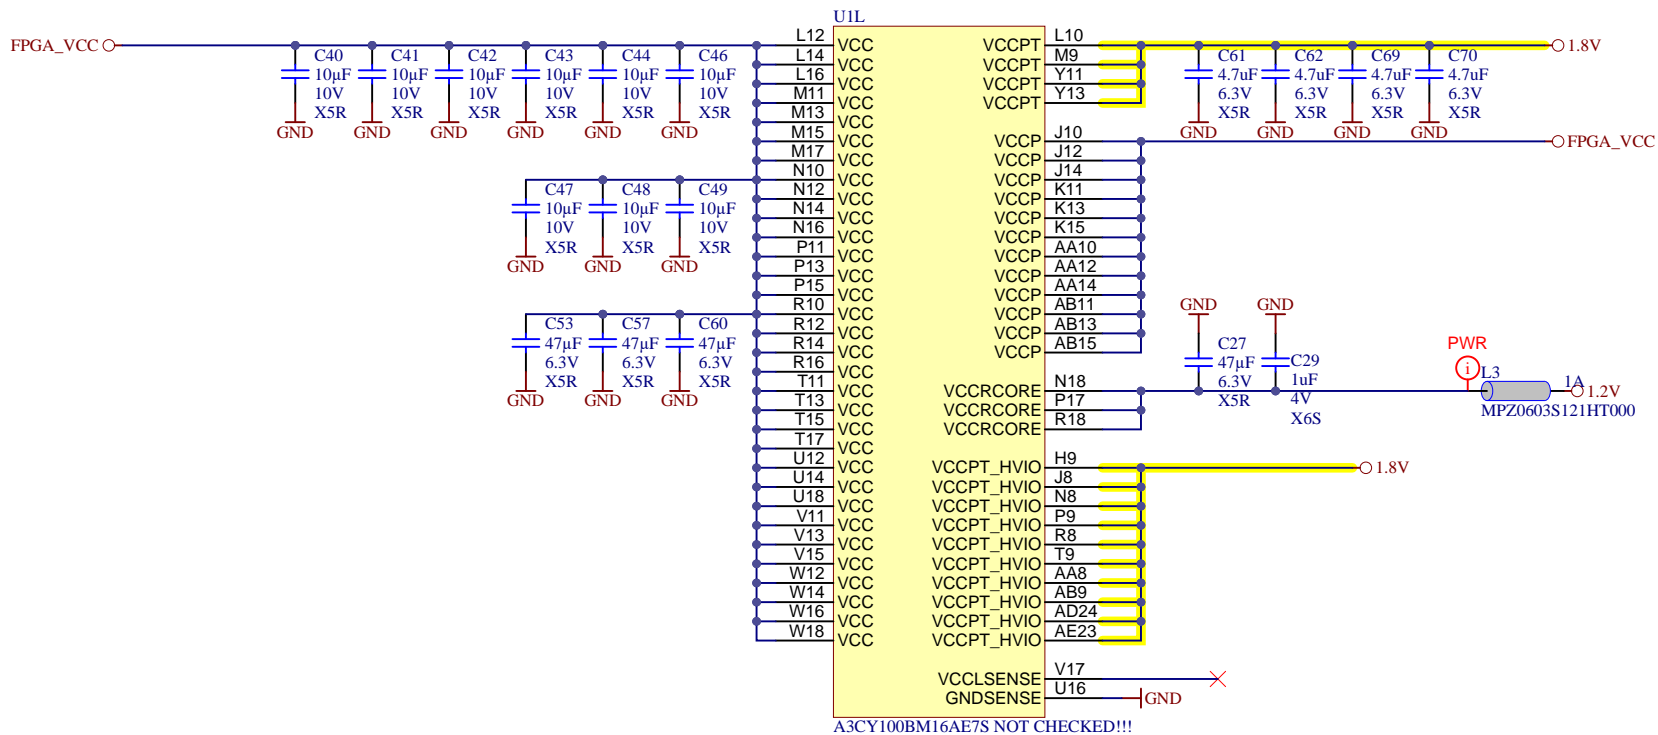 U1L
FPGA_VCC
L12 VCC
L14 VCC
L16 VCC
M11 VCC
M13 VCC
M15 VCC
M17 VCC
N10 VCC
N12 VCC
N14 VCC
N16 VCC
P11 VCC
P13 VCC
P15 VCC
R10 VCC
R12 VCC
R14 VCC
R16 VCC
T11 VCC
T13 VCC
T15 VCC
T17 VCC
U12 VCC
U14 VCC
U18 VCC
V11 VCC
V13 VCC
V15 VCC
W12 VCC
W14 VCC
W16 VCC
W18 VCC
C40
10µF
10V
X5R
GND
C41
10µF
10V
X5R
GND
C42
10µF
10V
X5R
GND
C43
10µF
10V
X5R
GND
C44
10µF
10V
X5R
GND
C46
10µF
10V
X5R
GND
C47
10µF
10V
X5R
GND
C48
10µF
10V
X5R
GND
C49
10µF
10V
X5R
GND
C53
47µF
6.3V
X5R
GND
C57
47µF
6.3V
X5R
GND
C60
47µF
6.3V
X5R
GND
VCCPT L10
VCCPT M9
VCCPT Y11
VCCPT Y13
1.8V
C61
4.7uF
6.3V
X5R
GND
C62
4.7uF
6.3V
X5R
GND
C69
4.7uF
6.3V
X5R
GND
C70
4.7uF
6.3V
X5R
GND
VCCP J10
VCCP J12
VCCP J14
VCCP K11
VCCP K13
VCCP K15
VCCP AA10
VCCP AA12
VCCP AA14
VCCP AB11
VCCP AB13
VCCP AB15
FPGA_VCC
GND
C27
47µF
6.3V
X5R
GND
C29
1uF
4V
X6S
PWR
i
L3
1A
1.2V
MPZ0603S121HT000
VCCRCORE N18
VCCRCORE P17
VCCRCORE R18
VCCPT_HVIO H9
VCCPT_HVIO J8
VCCPT_HVIO N8
VCCPT_HVIO P9
VCCPT_HVIO R8
VCCPT_HVIO T9
VCCPT_HVIO AA8
VCCPT_HVIO AB9
VCCPT_HVIO AD24
VCCPT_HVIO AE23
1.8V
VCCLSENSE V17
GNDSENSE U16
GND
A3CY100BM16AE7S NOT CHECKED!!!